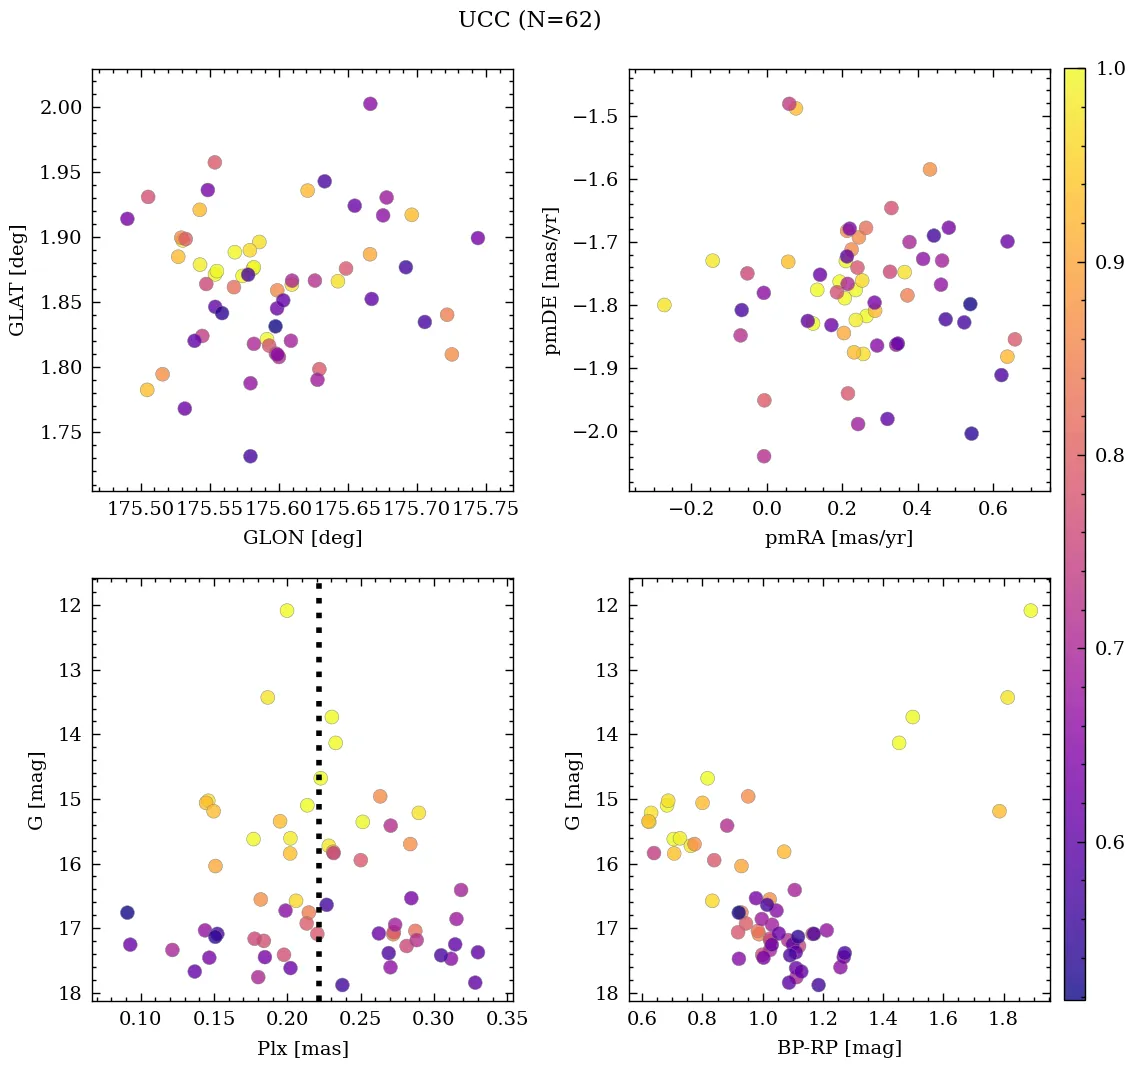 UCC (N=62)
2.00
1.95
1.90
1.85
1.80
1.75
GLAT [deg]
175.50 175.55 175.60 175.65 175.70 175.75
GLON [deg]
−1.5
−1.6
−1.7
−1.8
−1.9
−2.0
pmDE [mas/yr]
−0.2 0.0 0.2 0.4 0.6
pmRA [mas/yr]
1.0
0.9
0.8
0.7
0.6
12
13
14
15
16
17
18
G [mag]
0.10 0.15 0.20 0.25 0.30 0.35
Plx [mas]
12
13
14
15
16
17
18
G [mag]
0.6 0.8 1.0 1.2 1.4 1.6 1.8
BP-RP [mag]